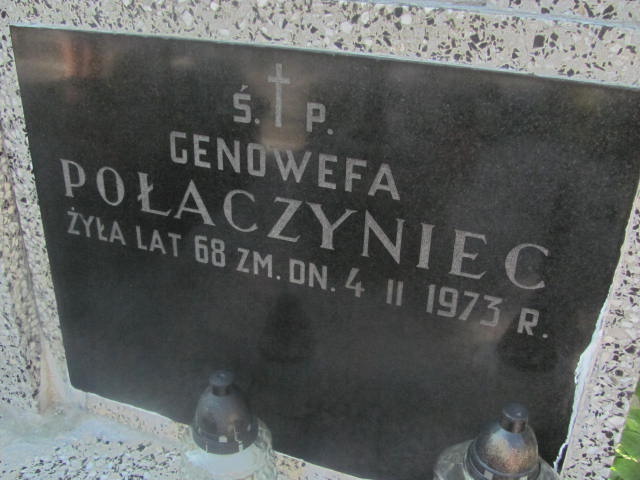 Ś. P.
GENOWEFA
POŁACZYNIEC
ŻYŁA LAT 68 ZM. DN. 4 II 1973 R.